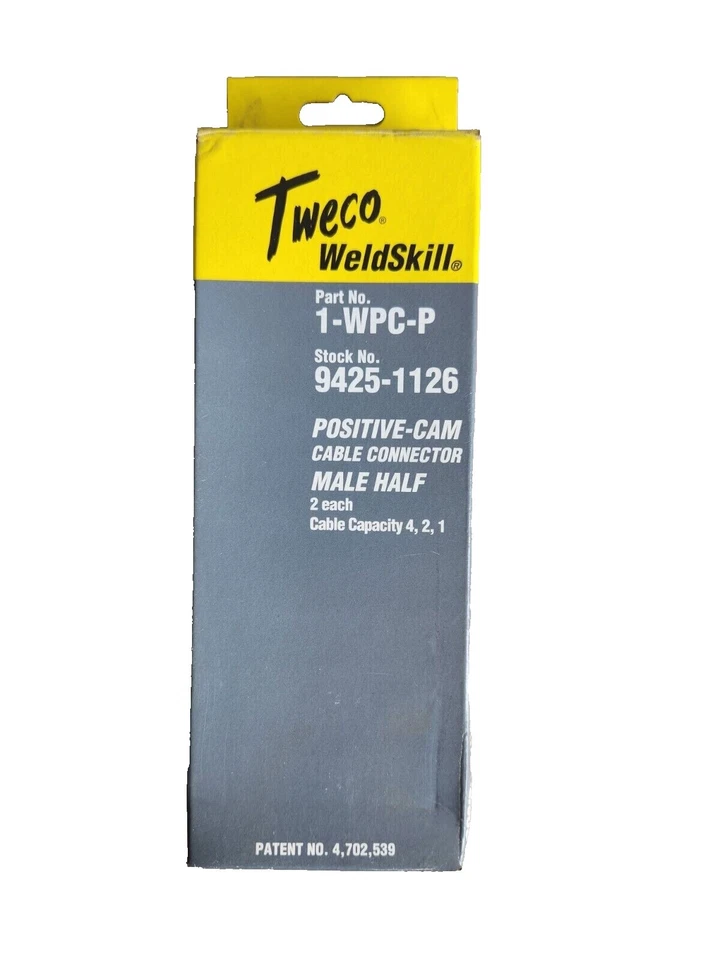 Tweco®
WeldSkill®
Part No.
1-WPC-P
Stock No.
9425-1126
POSITIVE-CAM
CABLE CONNECTOR
MALE HALF
2 each
Cable Capacity 4, 2, 1
PATENT NO. 4,702,539